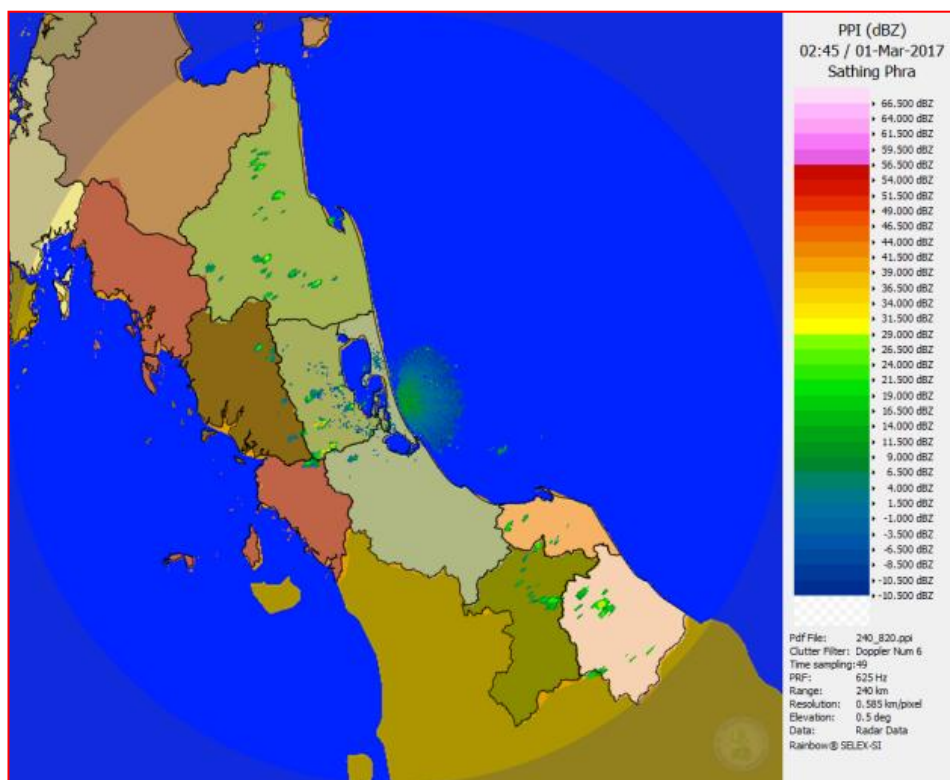 PPI (dBZ)
02:45 / 01-Mar-2017
Sathing Phra
66.500 dBZ
64.000 dBZ
61.500 dBZ
59.500 dBZ
56.500 dBZ
54.000 dBZ
51.500 dBZ
49.000 dBZ
46.500 dBZ
44.000 dBZ
41.500 dBZ
39.000 dBZ
36.500 dBZ
34.000 dBZ
31.500 dBZ
29.000 dBZ
26.500 dBZ
24.000 dBZ
21.500 dBZ
19.000 dBZ
16.500 dBZ
14.000 dBZ
11.500 dBZ
9.000 dBZ
6.500 dBZ
4.000 dBZ
1.500 dBZ
-1.000 dBZ
-3.500 dBZ
-6.500 dBZ
-8.500 dBZ
-10.500 dBZ
-10.500 dBZ
Pdf File: 240_820.ppi
Clutter Filter: Doppler Num 6
Time sampling:49
PRF: 625 Hz
Range: 240 km
Resolution: 0.585 km/pixel
Elevation: 0.5 deg
Data: Radar Data
Rainbow® SELEX-SI